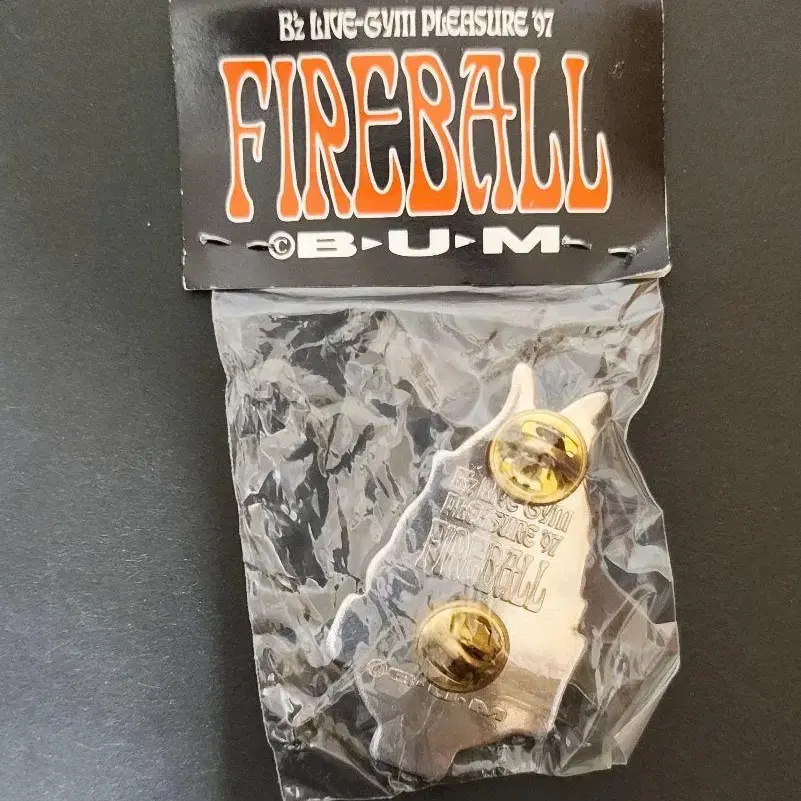 B'z LIVE-GYM PLEASURE '97
FIREBALL
©B▸U▸M
B'z LIVE-GYM
PLEASURE '97
FIREBALL
©